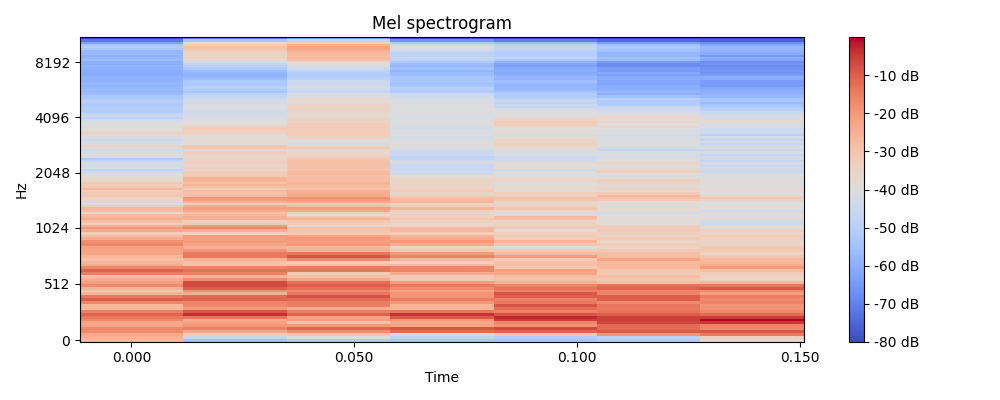 Mel spectrogram
Hz
8192
4096
2048
1024
512
0
0.000 0.050 0.100 0.150
Time
-10 dB
-20 dB
-30 dB
-40 dB
-50 dB
-60 dB
-70 dB
-80 dB